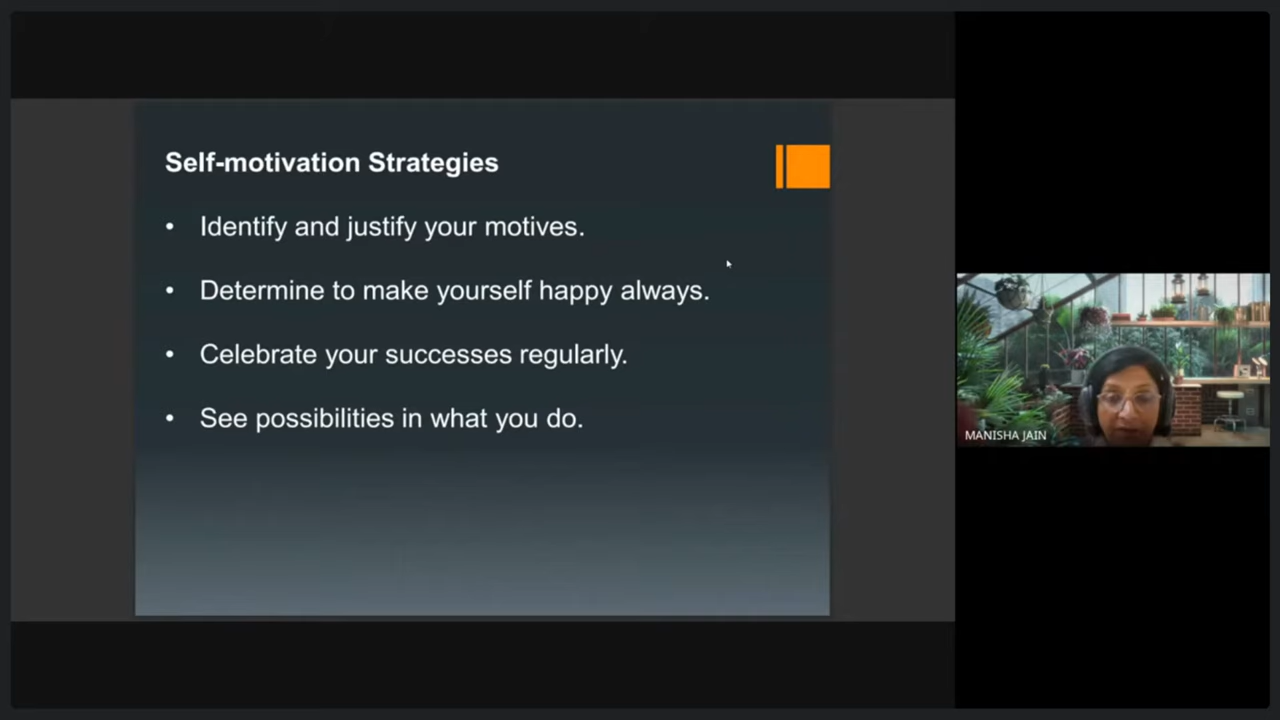 Self-motivation Strategies
• Identify and justify your motives.
• Determine to make yourself happy always.
• Celebrate your successes regularly.
• See possibilities in what you do.
MANISHA JAIN